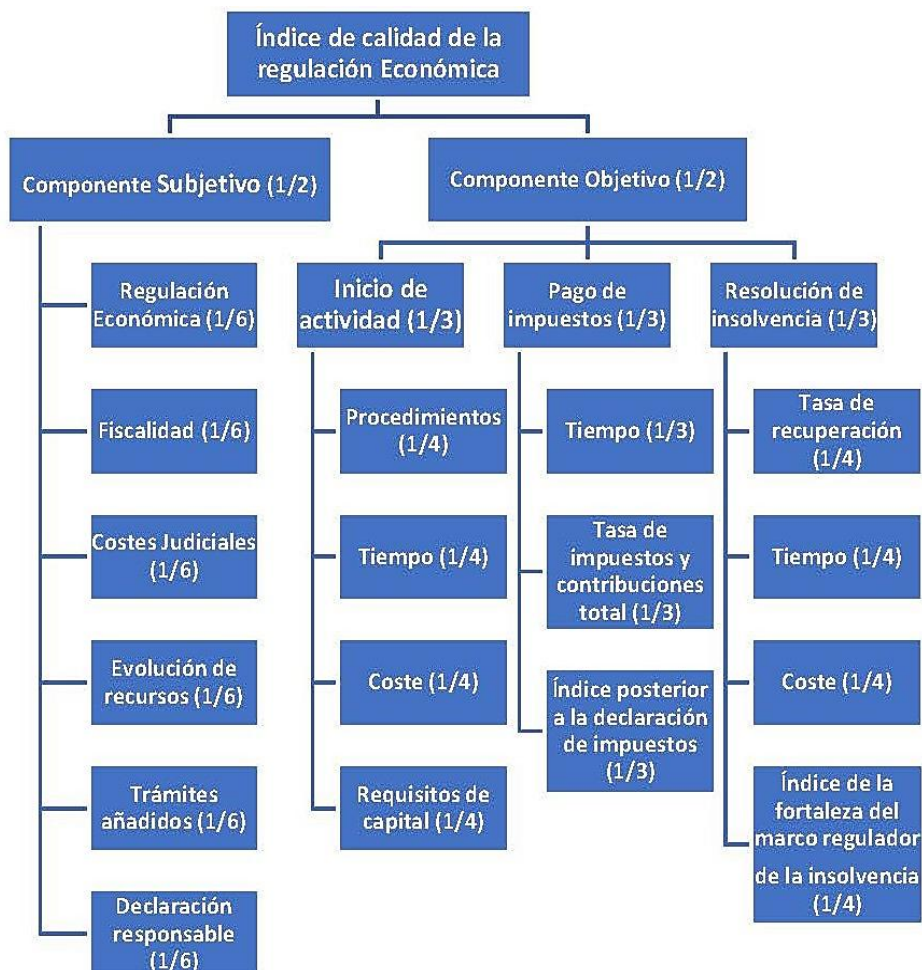 Índice de calidad de la
regulación Económica
Componente Subjetivo (1/2)
Componente Objetivo (1/2)
Regulación
Económica (1/6)
Fiscalidad (1/6)
Costes Judiciales
(1/6)
Evolución de
recursos (1/6)
Trámites
añadidos (1/6)
Declaración
responsable
(1/6)
Inicio de
actividad (1/3)
Procedimientos
(1/4)
Tiempo (1/4)
Coste (1/4)
Requisitos de
capital (1/4)
Pago de
impuestos (1/3)
Tiempo (1/3)
Tasa de
impuestos y
contribuciones
total (1/3)
Índice posterior
a la declaración
de impuestos
(1/3)
Resolución de
insolvencia (1/3)
Tasa de
recuperación
(1/4)
Tiempo (1/4)
Coste (1/4)
Índice de la
fortaleza del
marco regulador
de la insolvencia
(1/4)